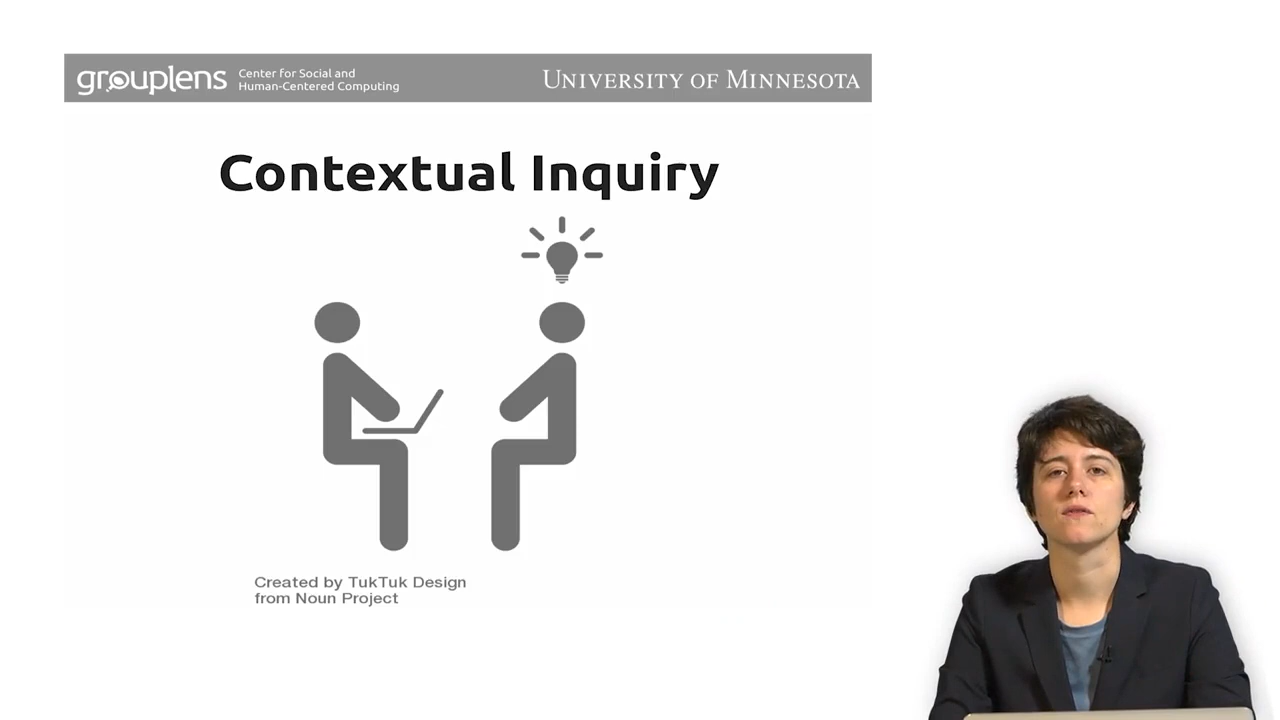 grouplens
Center for Social and
Human-Centered Computing
UNIVERSITY OF MINNESOTA
Contextual Inquiry
Created by TukTuk Design
from Noun Project